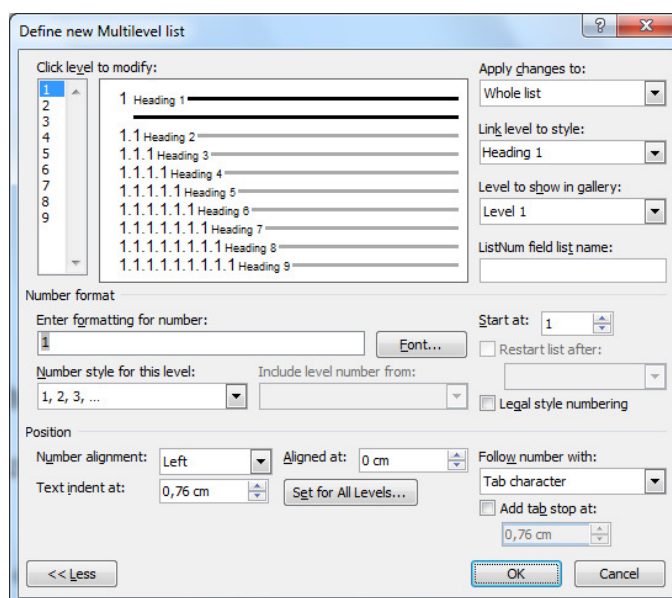 Define new Multilevel list
Click level to modify:
1
2
3
4
5
6
7
8
9
1 Heading 1
1.1 Heading 2
1.1.1 Heading 3
1.1.1.1 Heading 4
1.1.1.1.1 Heading 5
1.1.1.1.1.1 Heading 6
1.1.1.1.1.1.1 Heading 7
1.1.1.1.1.1.1.1 Heading 8
1.1.1.1.1.1.1.1.1 Heading 9
Apply changes to:
Whole list
Link level to style:
Heading 1
Level to show in gallery:
Level 1
ListNum field list name:
Number format
Enter formatting for number:
1
Font...
Number style for this level:
1, 2, 3, ...
Include level number from:
Start at: 1
Restart list after:
Legal style numbering
Position
Number alignment: Left
Aligned at: 0 cm
Text indent at: 0,76 cm
Set for All Levels...
Follow number with:
Tab character
Add tab stop at:
0,76 cm
<< Less
OK
Cancel